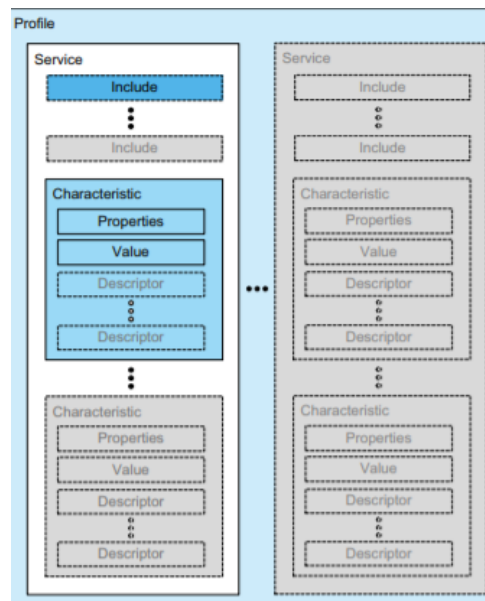 Profile
Service
Include
Include
Characteristic
Properties
Value
Descriptor
Descriptor
Characteristic
Properties
Value
Descriptor
Descriptor
Service
Include
Include
Characteristic
Properties
Value
Descriptor
Descriptor
Characteristic
Properties
Value
Descriptor
Descriptor